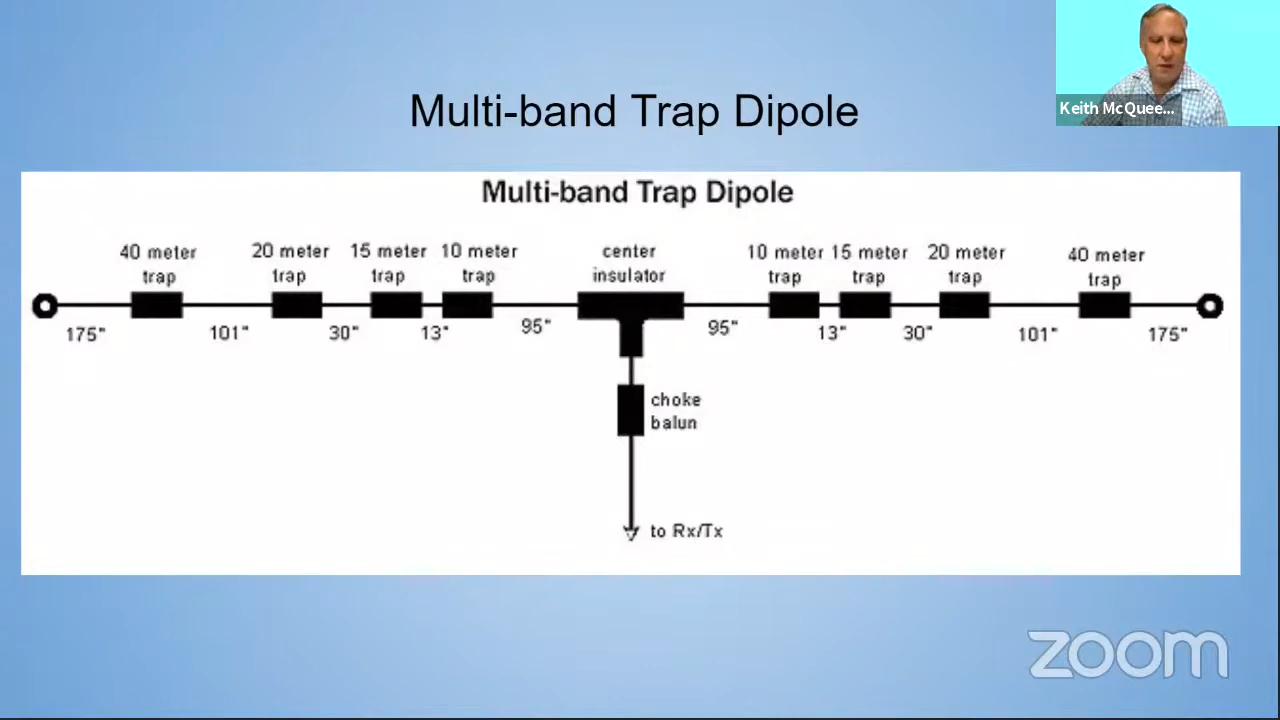 Multi-band Trap Dipole
Keith McQuee...
Multi-band Trap Dipole
40 meter trap
20 meter trap
15 meter trap
10 meter trap
center insulator
10 meter trap
15 meter trap
20 meter trap
40 meter trap
175" 101" 30" 13" 95" 95" 13" 30" 101" 175"
choke
balun
to Rx/Tx
zoom